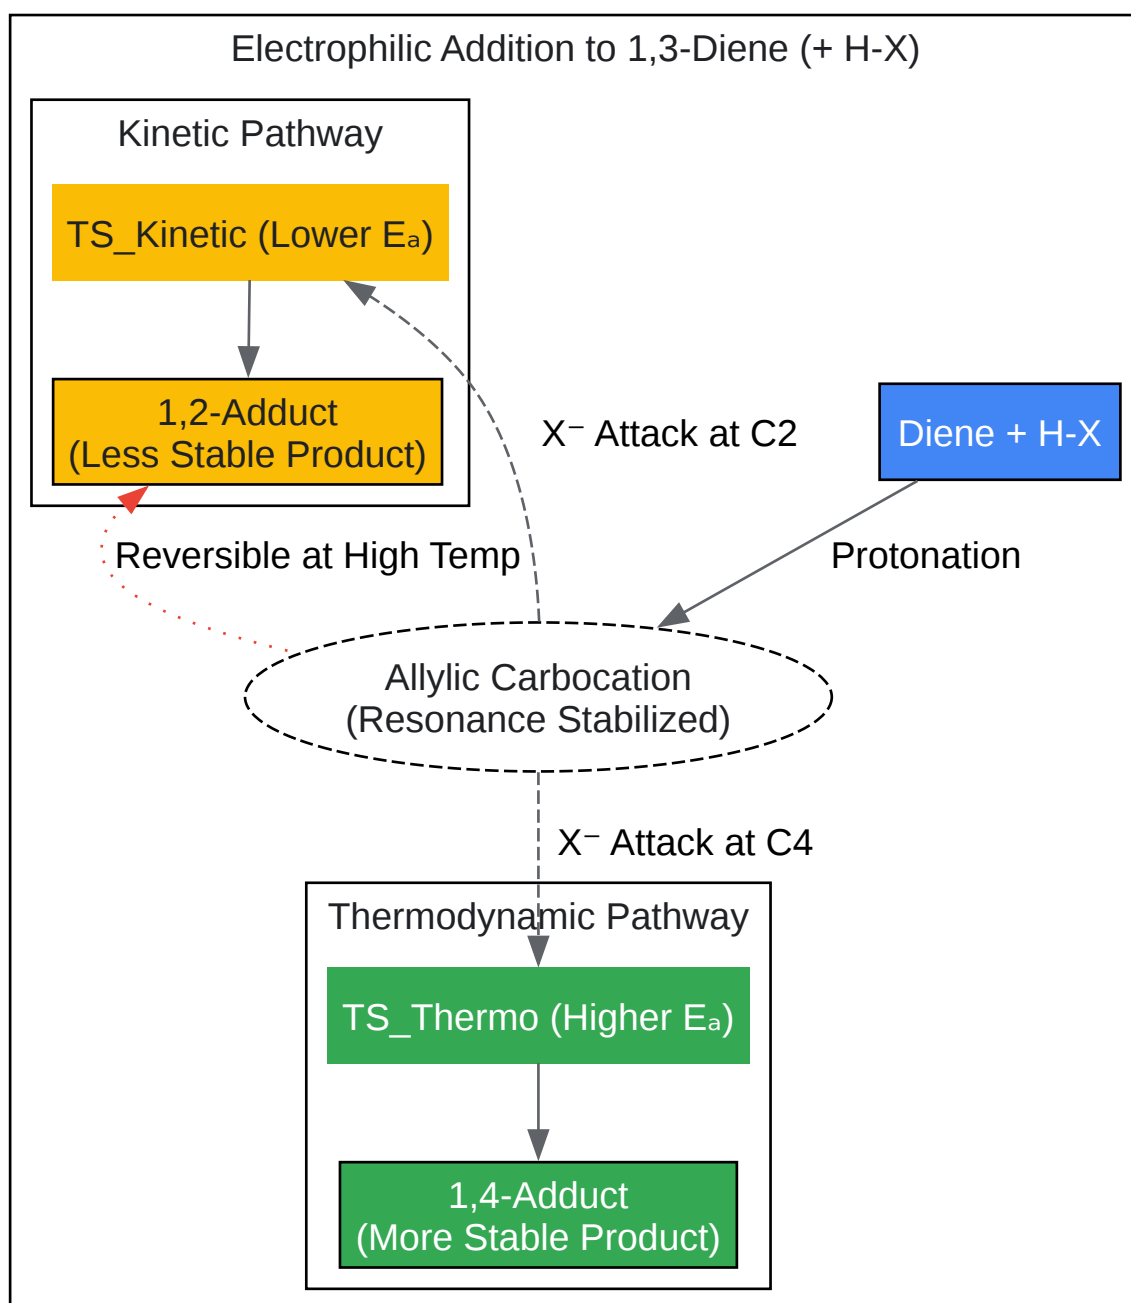 Electrophilic Addition to 1,3-Diene (+ H-X)
Kinetic Pathway
TS_Kinetic (Lower Eₐ)
1,2-Adduct
(Less Stable Product)
X⁻ Attack at C2
Diene + H-X
Reversible at High Temp
Protonation
Allylic Carbocation
(Resonance Stabilized)
X⁻ Attack at C4
Thermodynamic Pathway
TS_Thermo (Higher Eₐ)
1,4-Adduct
(More Stable Product)